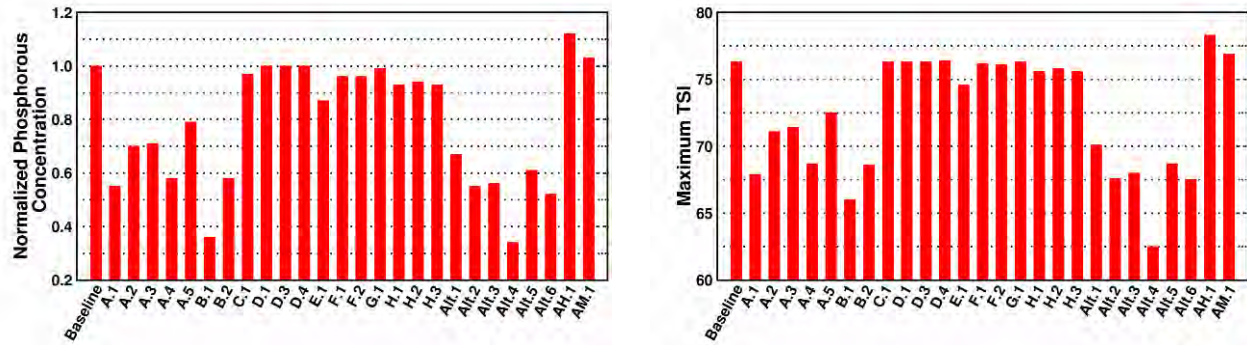 Normalized Phosphorous
Concentration
1.2
1.0
0.8
0.6
0.4
0.2
Baseline A.1 A.2 A.3 A.4 A.5 B.1 B.2 C.1 D.1 D.3 D.4 E.1 F.1 F.2 G.1 H.1 H.2 H.3 Alt.1 Alt.2 Alt.3 Alt.4 Alt.5 Alt.6 AH.1 AM.1
Maximum TSI
80
75
70
65
60
Baseline A.1 A.2 A.3 A.4 A.5 B.1 B.2 C.1 D.1 D.3 D.4 E.1 F.1 F.2 G.1 H.1 H.2 H.3 Alt.1 Alt.2 Alt.3 Alt.4 Alt.5 Alt.6 AH.1 AM.1